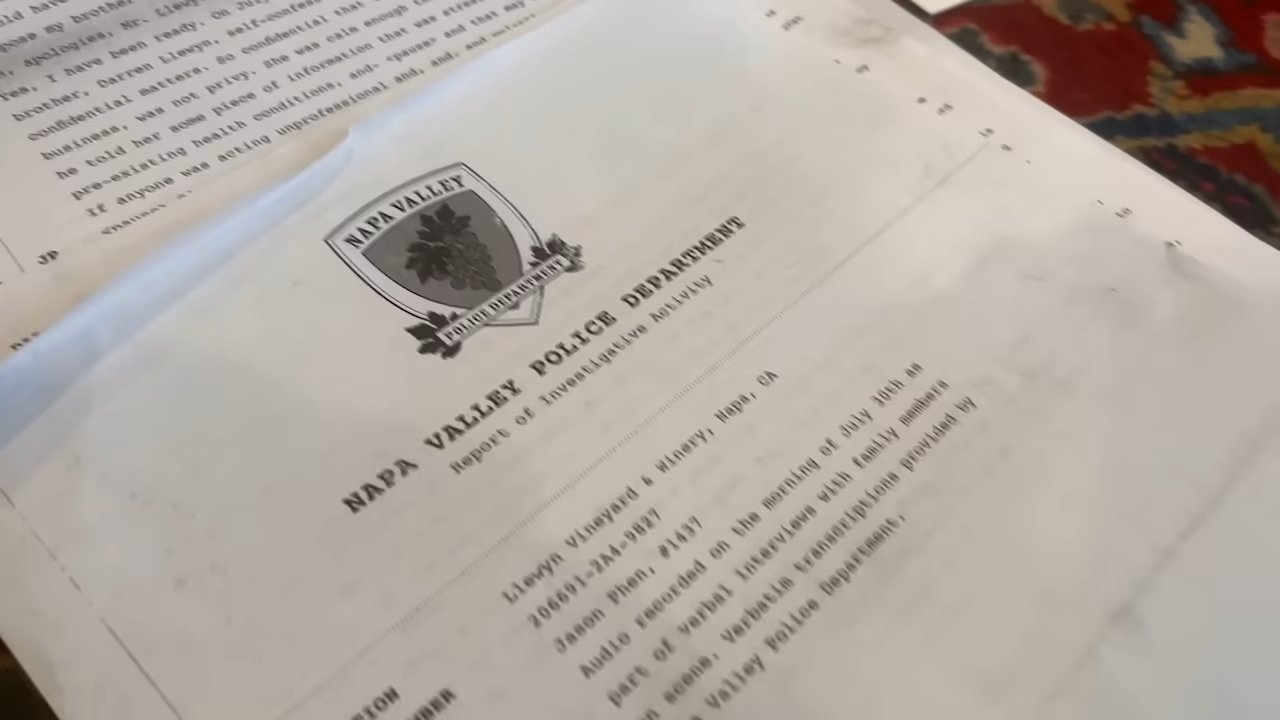 pose my brother
apologies, Mr.
Yes, I have been ready. On
brother, Darren Llewyn, self-confess
confidential matters. So confidential that
business, was not privy. She was calm enough
he told her some piece of information that was
pre-existing health conditions, and- *pause* and that
If anyone was acting unprofessional and, and,
JP
NAPA VALLEY
POLICE DEPARTMENT
NAPA VALLEY POLICE DEPARTMENT
Report of Investigative Activity
Llewyn Vineyard & Winery, Napa, CA
206691-2A4-9827
Jason Phen, #1437
Audio recorded on the morning of July 10th as
part of verbal interviews with family members
on scene. Verbatim transcriptions provided by
Valley Police Department.